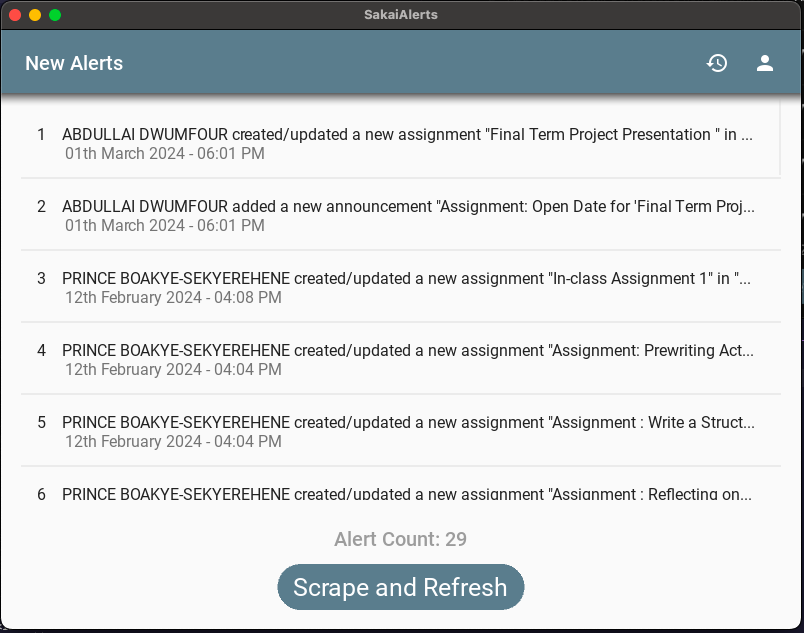 SakaiAlerts
New Alerts
1 ABDULLAI DWUMFOUR created/updated a new assignment "Final Term Project Presentation " in ...
01th March 2024 - 06:01 PM
2 ABDULLAI DWUMFOUR added a new announcement "Assignment: Open Date for 'Final Term Proj...
01th March 2024 - 06:01 PM
3 PRINCE BOAKYE-SEKYEREHENE created/updated a new assignment "In-class Assignment 1" in "...
12th February 2024 - 04:08 PM
4 PRINCE BOAKYE-SEKYEREHENE created/updated a new assignment "Assignment: Prewriting Act...
12th February 2024 - 04:04 PM
5 PRINCE BOAKYE-SEKYEREHENE created/updated a new assignment "Assignment : Write a Struct...
12th February 2024 - 04:04 PM
6 PRINCE BOAKYE-SEKYEREHENE created/updated a new assignment "Assignment : Reflecting on...
Alert Count: 29
Scrape and Refresh